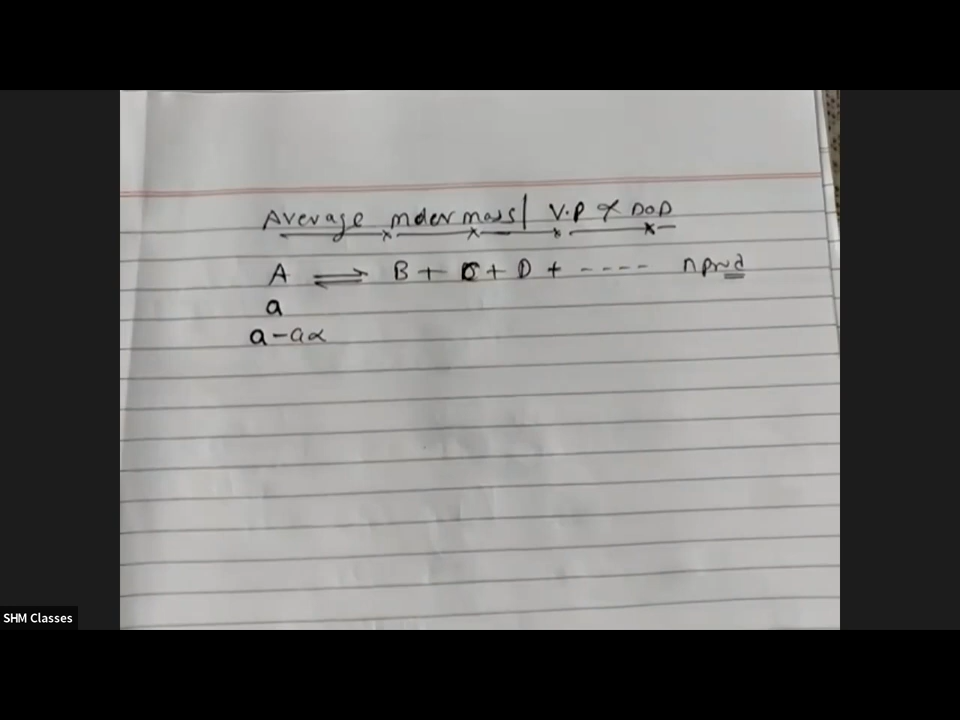 Average molar mass/ V.P & DOD
A ⇌ B + C + D + ---- n prod
a
a-aα
SHM Classes